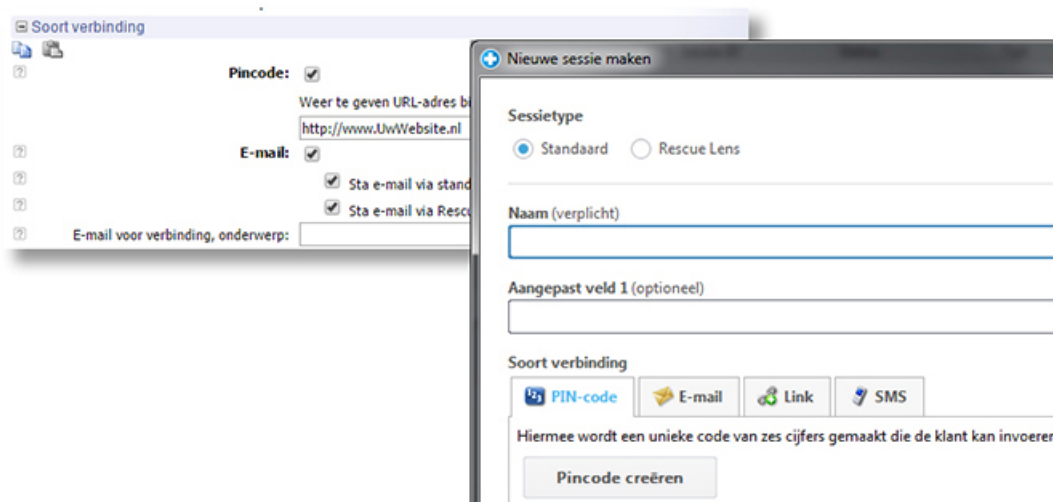 Soort verbinding
Pincode:
Weer te geven URL-adres bi
http://www.UwWebsite.nl
E-mail:
Sta e-mail via stand
Sta e-mail via Rescu
E-mail voor verbinding, onderwerp:
Nieuwe sessie maken
Sessietype
Standaard Rescue Lens
Naam (verplicht)
Aangepast veld 1 (optioneel)
Soort verbinding
PIN-code E-mail Link SMS
Hiermee wordt een unieke code van zes cijfers gemaakt die de klant kan invoeren
Pincode creëren